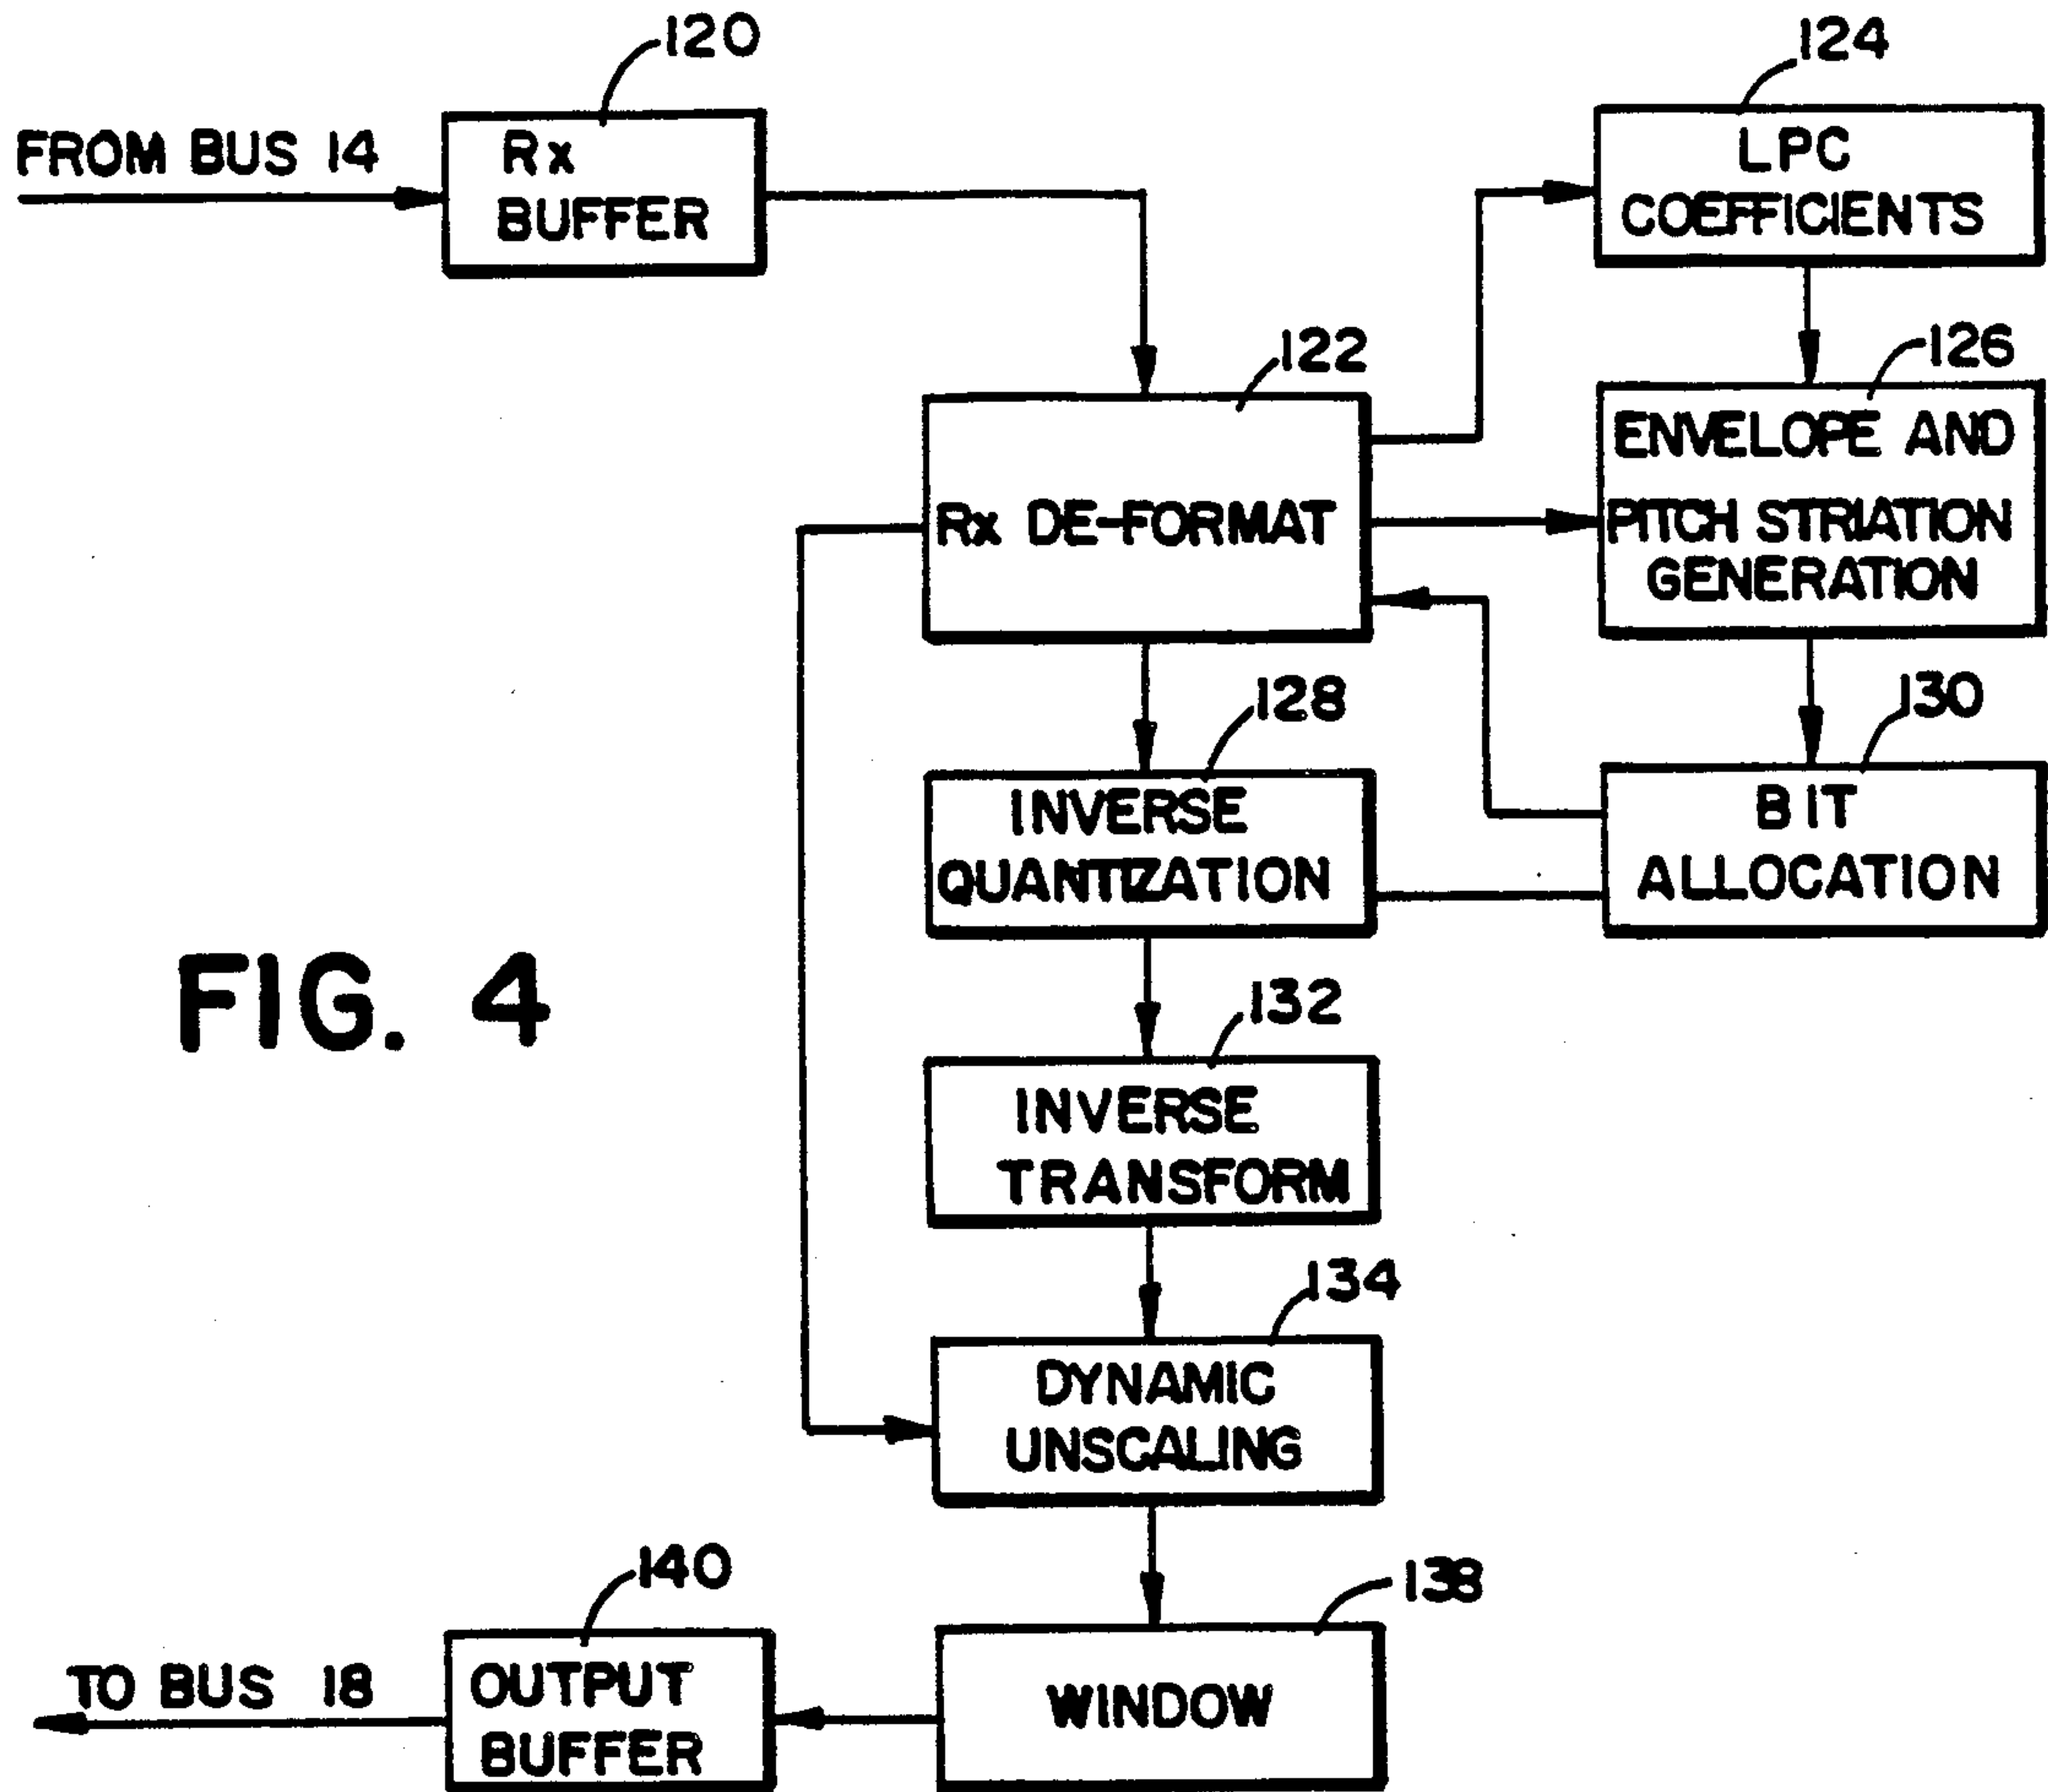 120
124
FROM BUS 14
Rx
BUFFER
LPC
COEFFICIENTS
122
126
Rx DE-FORMAT
ENVELOPE AND
PITCH STRIATION
GENERATION
128
130
INVERSE
QUANTIZATION
BIT
ALLOCATION
FIG. 4
132
INVERSE
TRANSFORM
134
DYNAMIC
UNSCALING
140
138
TO BUS 18
OUTPUT
BUFFER
WINDOW